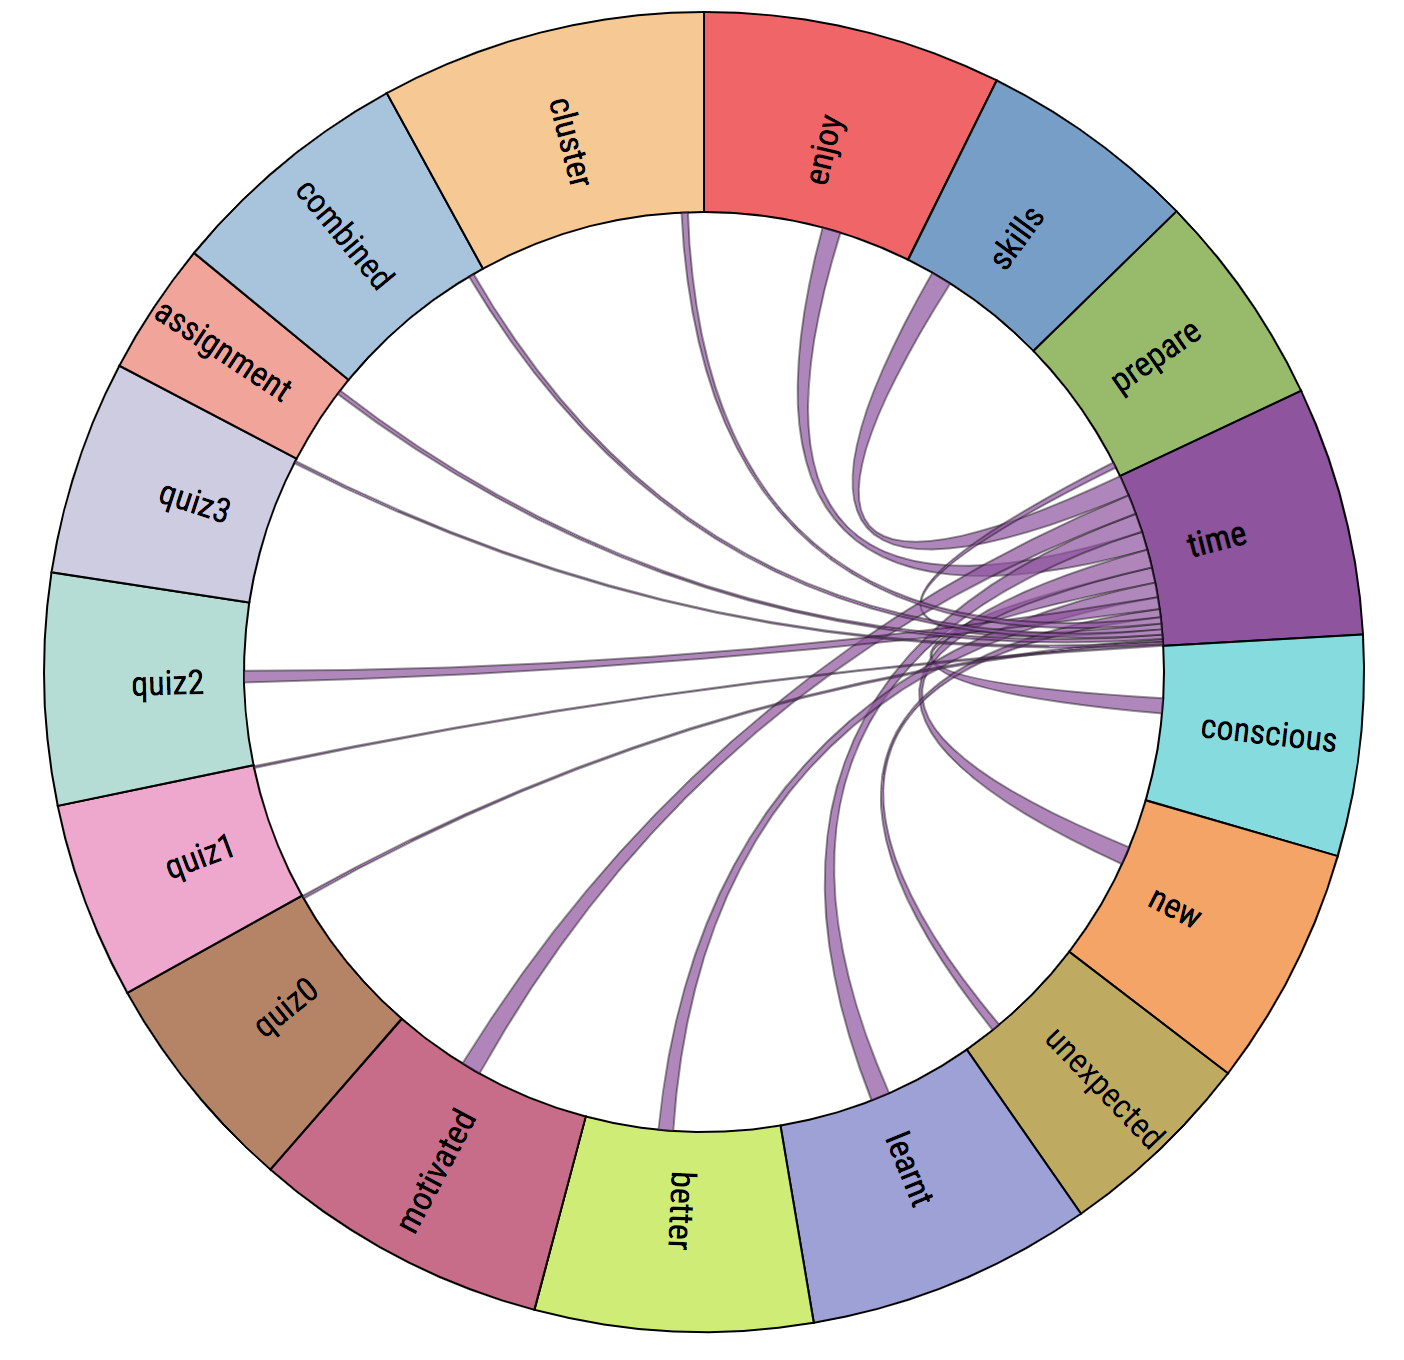 enjoy
skills
prepare
time
conscious
new
unexpected
learnt
better
motivated
quiz0
quiz1
quiz2
quiz3
assignment
combined
cluster